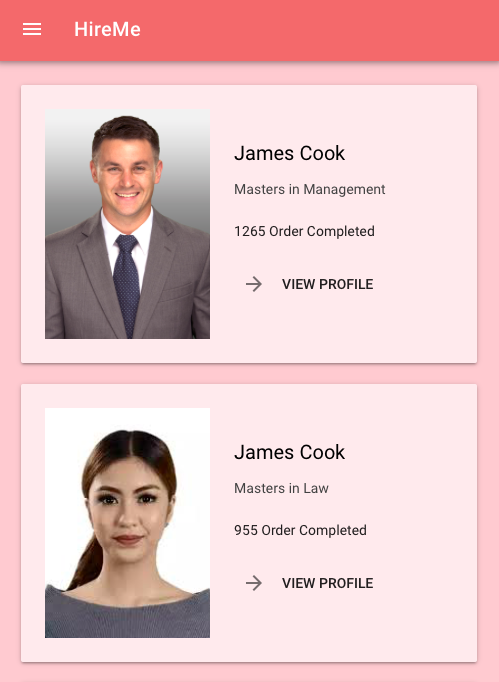 HireMe
James Cook
Masters in Management
1265 Order Completed
VIEW PROFILE
James Cook
Masters in Law
955 Order Completed
VIEW PROFILE